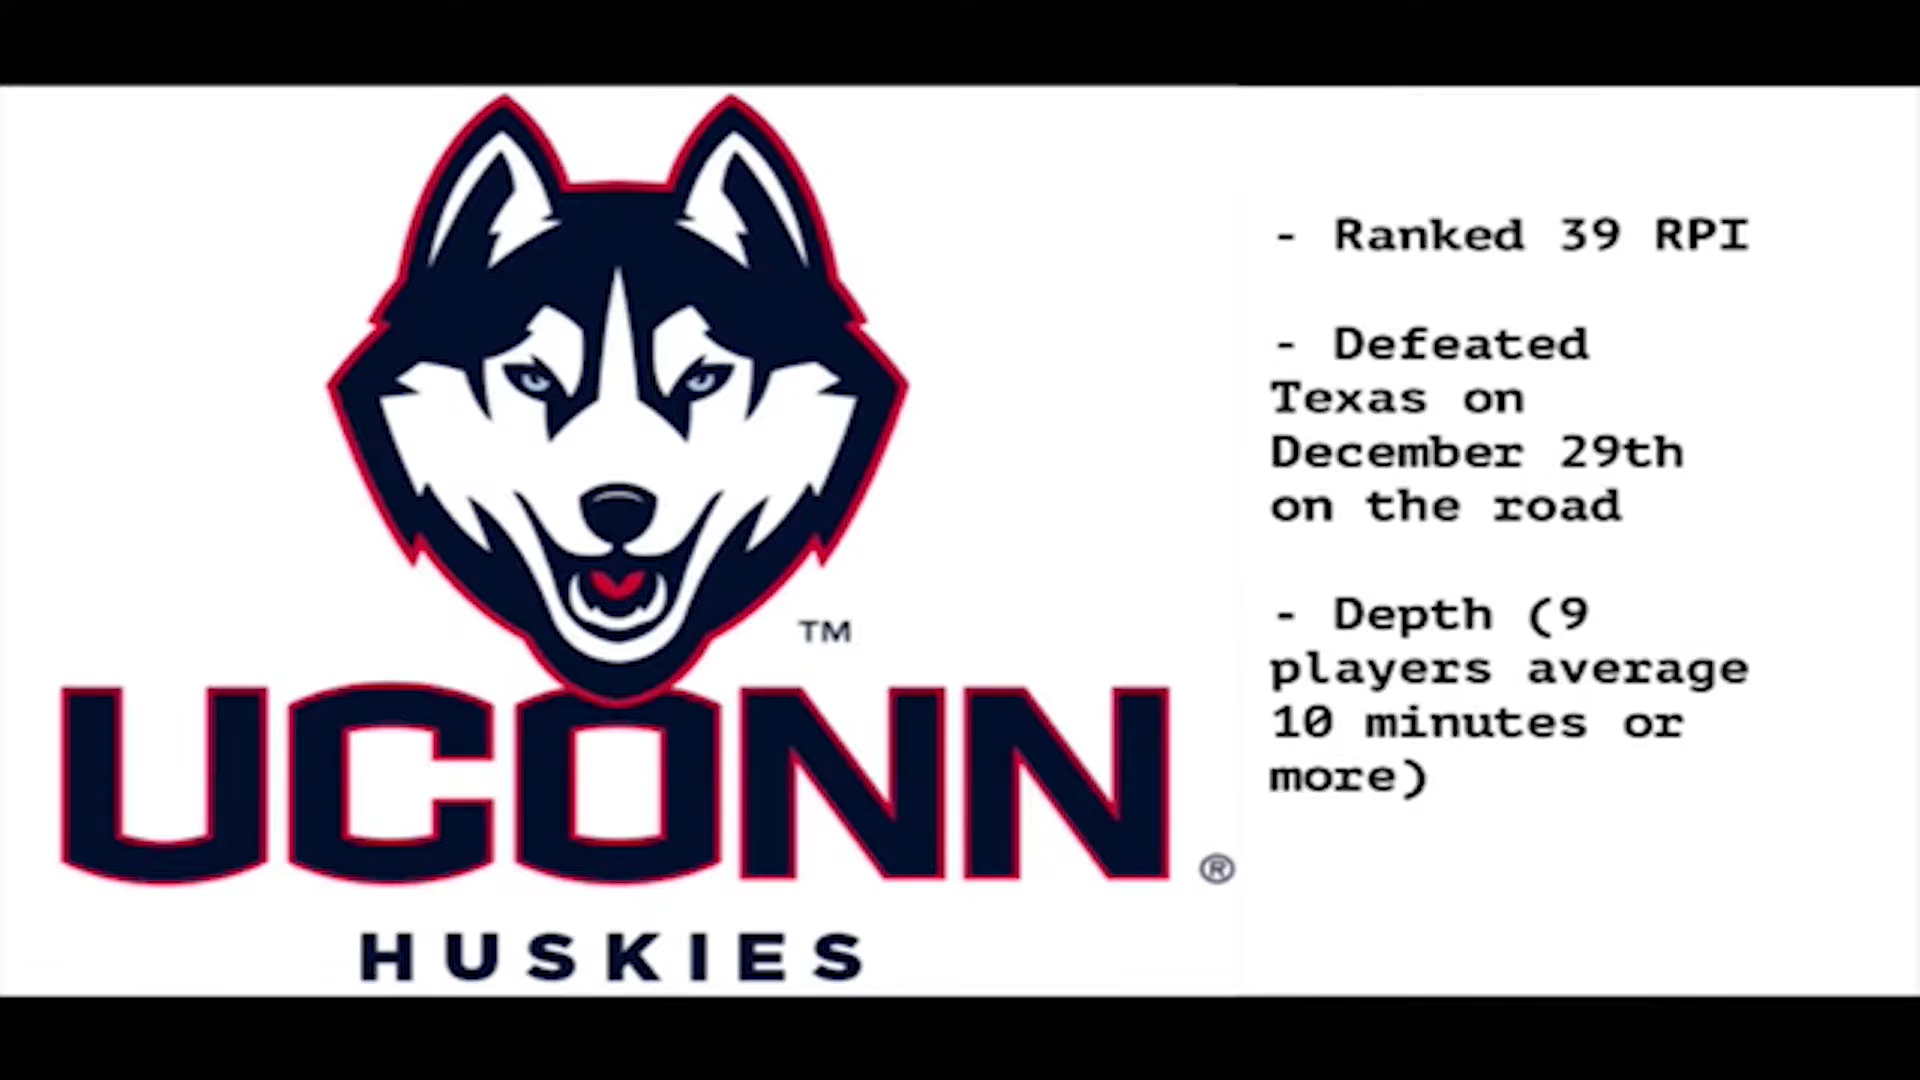 TM
UCONN
®
HUSKIES
- Ranked 39 RPI
- Defeated
Texas on
December 29th
on the road
- Depth (9
players average
10 minutes or
more)